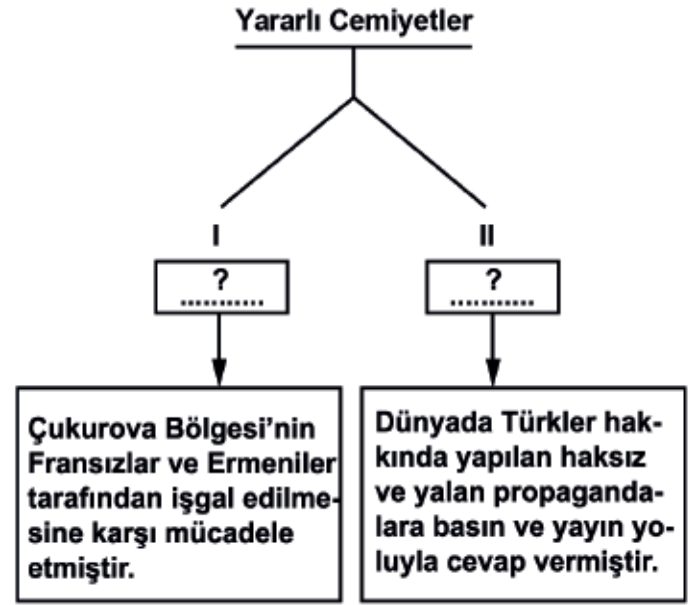 Yararlı Cemiyetler
I
II
?
...........
?
...........
Çukurova Bölgesi'nin
Fransızlar ve Ermeniler
tarafından işgal edilme-
sine karşı mücadele
etmiştir.
Dünyada Türkler hak-
kında yapılan haksız
ve yalan propaganda-
lara basın ve yayın yo-
luyla cevap vermiştir.